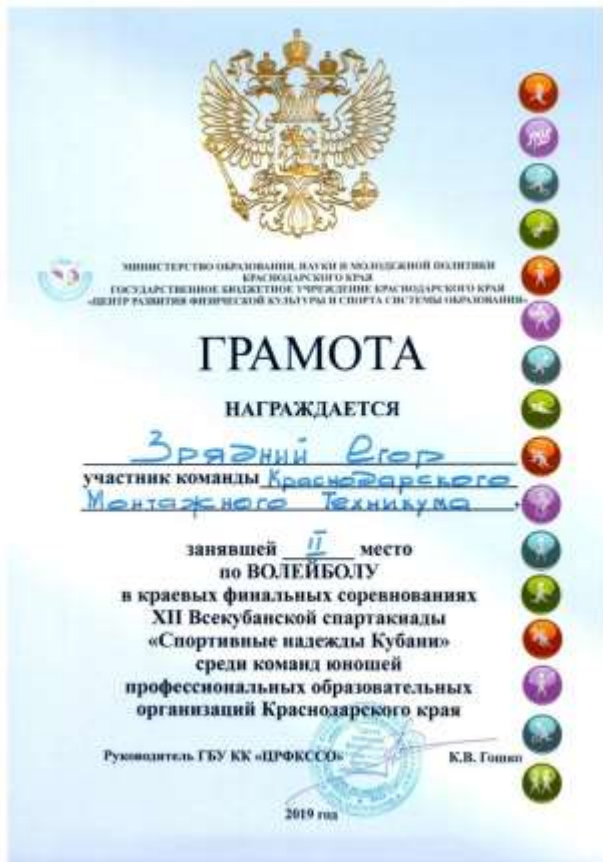 МИНИСТЕРСТВО ОБРАЗОВАНИЯ, НАУКИ И МОЛОДЕЖНОЙ ПОЛИТИКИ
КРАСНОДАРСКОГО КРАЯ
ГОСУДАРСТВЕННОЕ БЮДЖЕТНОЕ УЧРЕЖДЕНИЕ КРАСНОДАРСКОГО КРАЯ
«ЦЕНТР РАЗВИТИЯ ФИЗИЧЕСКОЙ КУЛЬТУРЫ И СПОРТА СИСТЕМЫ ОБРАЗОВАНИЯ»
ГРАМОТА
НАГРАЖДАЕТСЯ
Зрядний Егор
участник команды Краснодарского
Монтажного Техникума
занявшей II место
по ВОЛЕЙБОЛУ
в краевых финальных соревнованиях
XII Всекубанской спартакиады
«Спортивные надежды Кубани»
среди команд юношей
профессиональных образовательных
организаций Краснодарского края
Руководитель ГБУ КК «ЦРФКССО» К.В.
2019 год